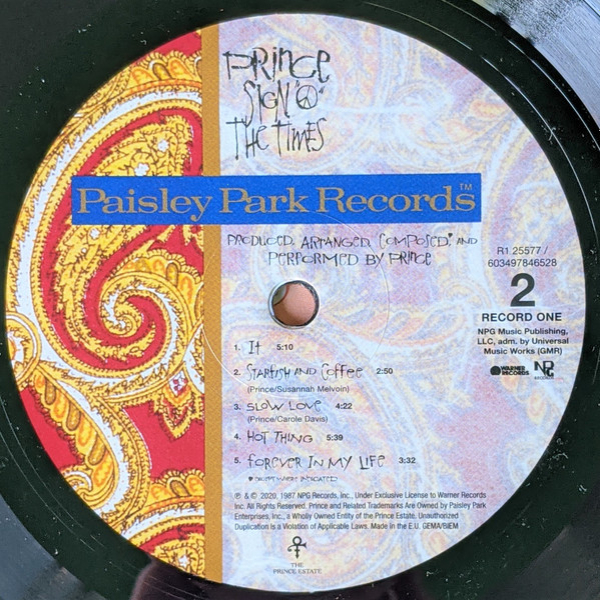 Prince
Sign ☮ "
The Times
Paisley Park Records™
Produced, Arranged, Composed,♥ and
Performed by Prince
R1 25577 /
603497846528
2
RECORD ONE
NPG Music Publishing,
LLC, adm. by Universal
Music Works (GMR)
WARNER RECORDS
NPG RECORDS
1. It 5:10
2. Starfish and Coffee 2:50
(Prince/Susannah Melvoin)
3. Slow Love 4:22
(Prince/Carole Davis)
4. Hot Thing 5:39
5. Forever In My Life 3:32
♥ except where indicated
℗ & © 2020, 1987 NPG Records, Inc., Under Exclusive License to Warner Records
Inc. All Rights Reserved. Prince and Related Trademarks Are Owned by Paisley Park
Enterprises, Inc., a Wholly Owned Entity of the Prince Estate. Unauthorized
Duplication is a Violation of Applicable Laws. Made in the E.U. GEMA/BIEM
THE
PRINCE ESTATE